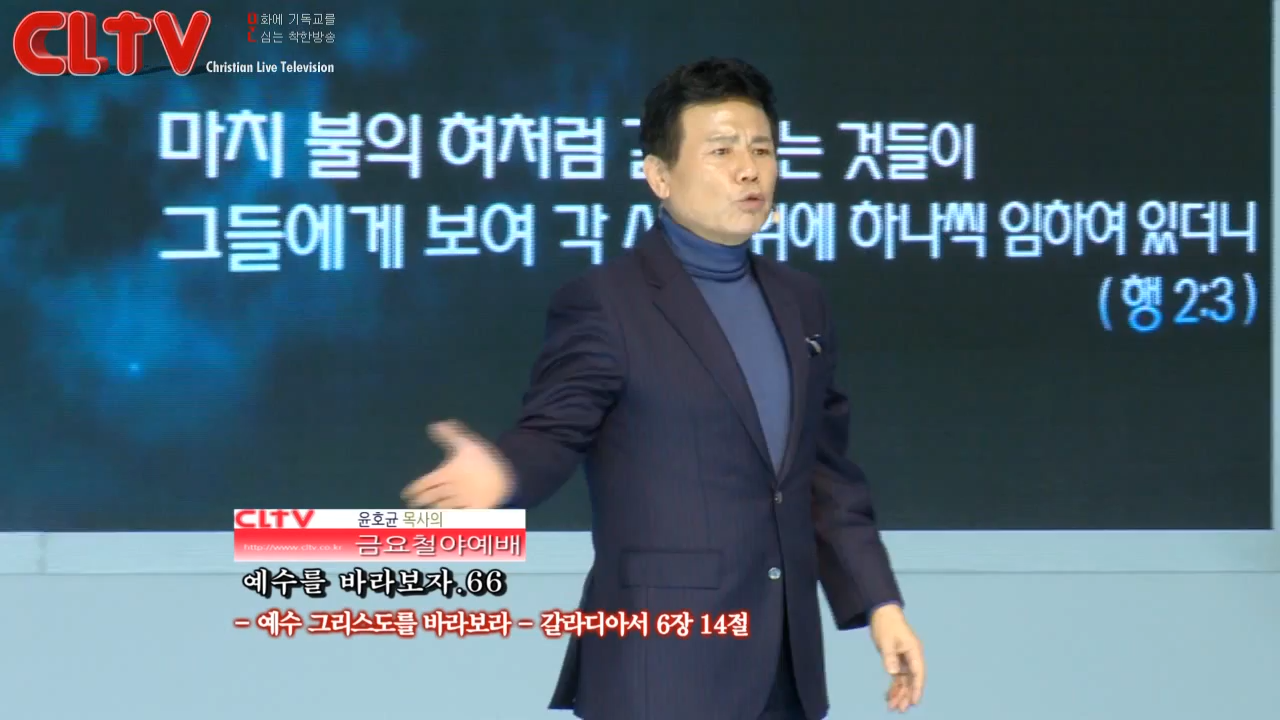 CLTV
문화에 기독교를
심는 착한방송
Christian Live Television
마치 불의 혀처럼 는 것들이
그들에게 보여 각 위에 하나씩 임하여 있더니
(행 2:3)
CLTV 윤호균 목사의
http://www.cltv.co.kr 금요철야예배
예수를 바라보자.66
- 예수 그리스도를 바라보라 - 갈라디아서 6장 14절